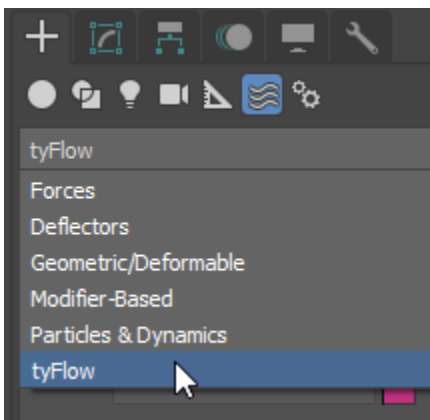 tyFlow
Forces
Deflectors
Geometric/Deformable
Modifier-Based
Particles & Dynamics
tyFlow